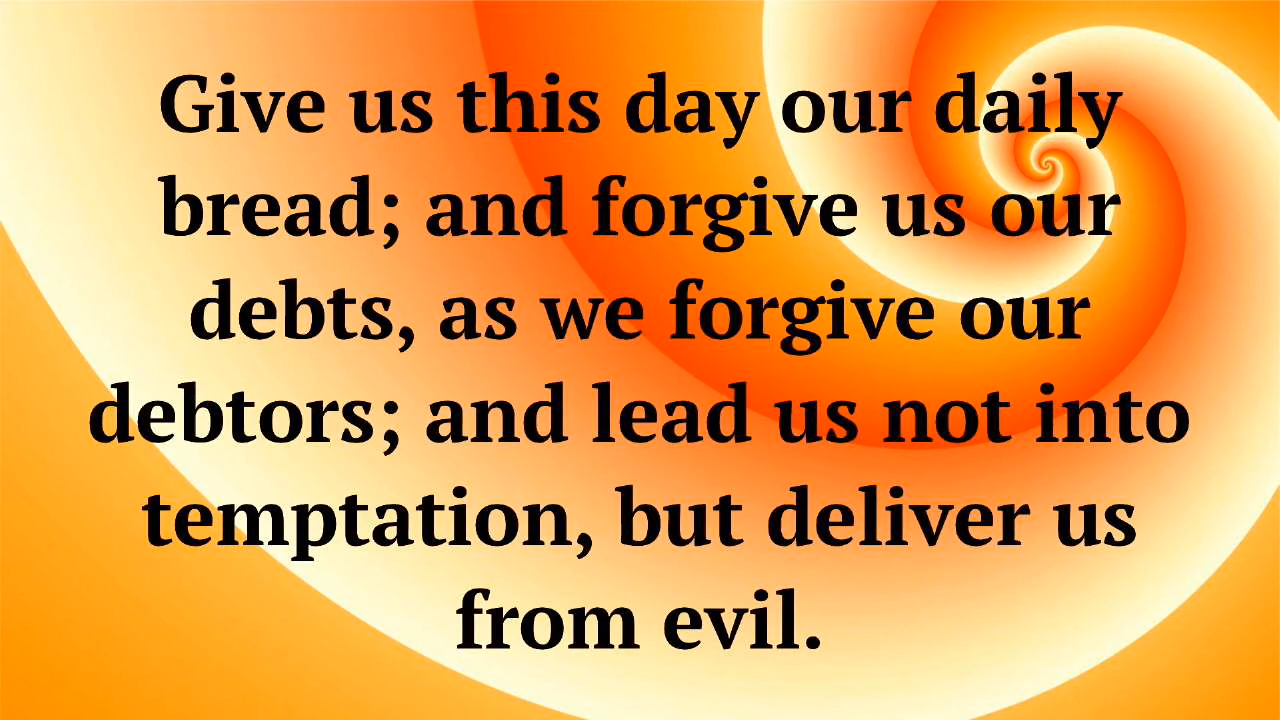 Give us this day our daily
bread; and forgive us our
debts, as we forgive our
debtors; and lead us not into
temptation, but deliver us
from evil.